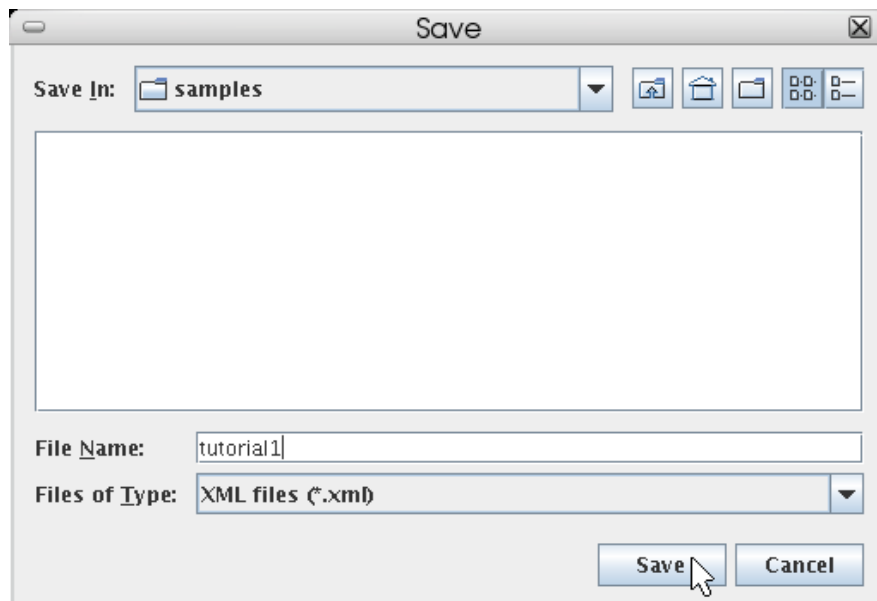 Save
Save In: samples
File Name: tutorial1
Files of Type: XML files (*.xml)
Save Cancel